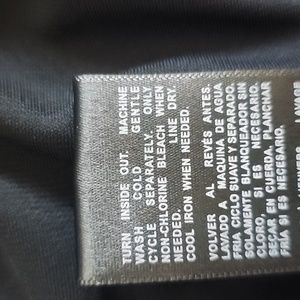 TURN INSIDE OUT. MACHINE
WASH COLD GENTLE
CYCLE SEPARATELY. ONLY
NON-CHLORINE BLEACH WHEN
NEEDED. LINE DRY.
COOL IRON WHEN NEEDED.
VOLVER AL REVÉS ANTES.
LAVAR A MAQUINA DE AGUA
FRIA CICLO SUAVE Y SEPARADO.
SOLAMENTE BLANQUEADOR SIN
CLORO, SI ES NECESARIO.
SECAR EN CUERDA. PLANCHAR
FRIA SI ES NECESARIO.